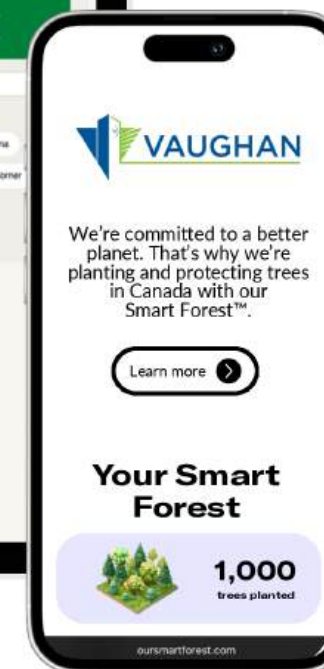 VAUGHAN
We're committed to a better
planet. That's why we're
planting and protecting trees
in Canada with our
Smart Forest™.
Learn more
Your Smart
Forest
1,000
trees planted
oursmartforest.com